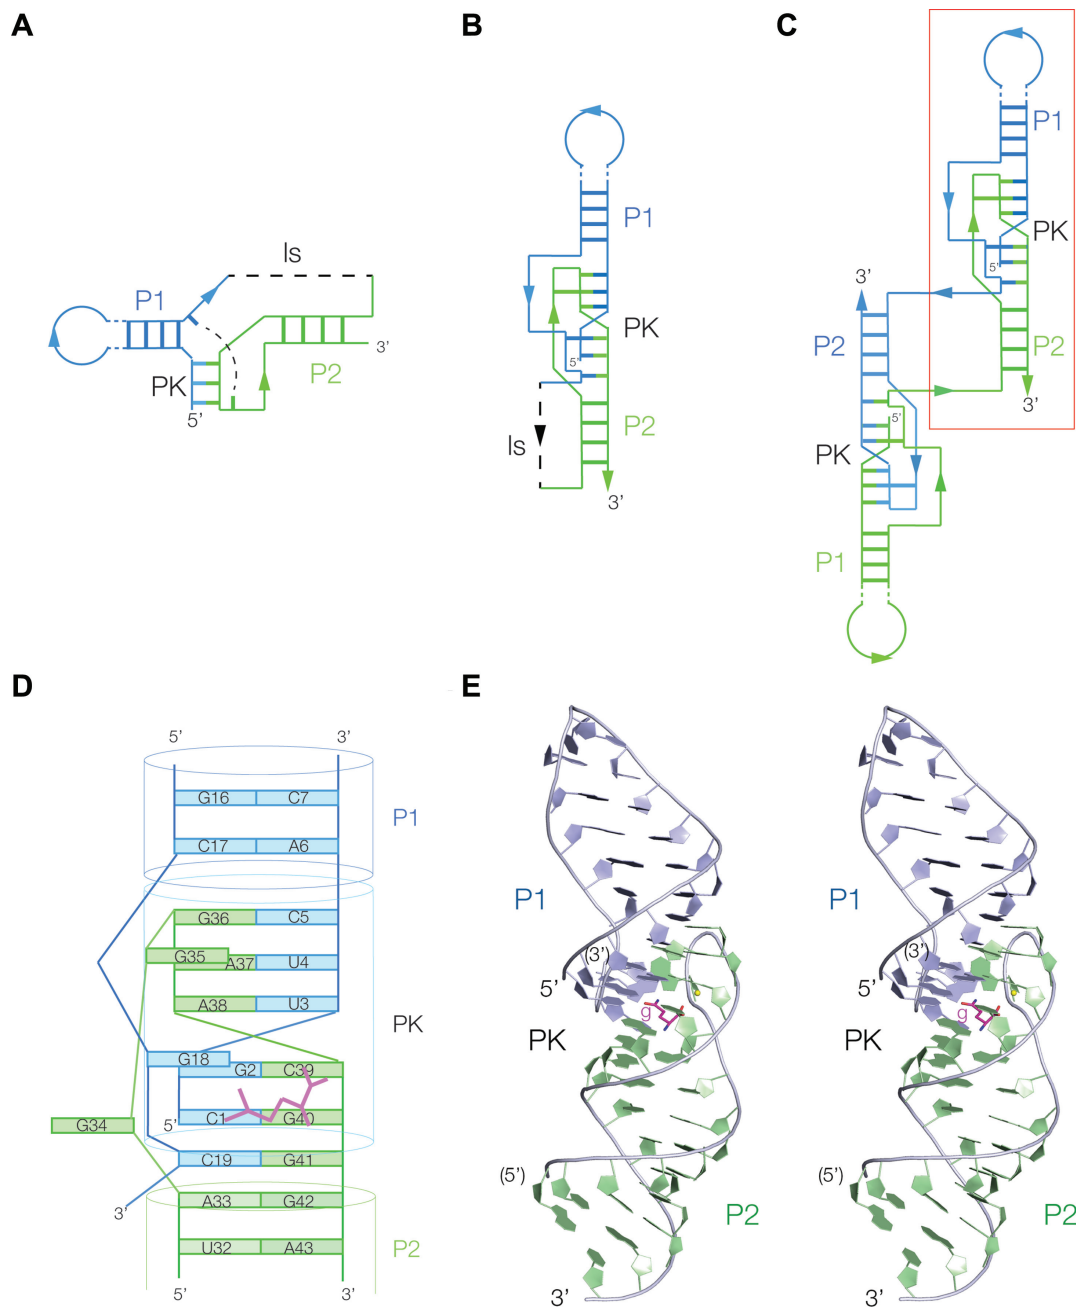 A
B
C
ls
P1
PK
5'
P2
3'
P1
PK
5'
ls
P2
3'
P1
PK
5'
P2
3'
3'
P2
5'
PK
P1
D
E
5'
3'
G16
C7
P1
C17
A6
G36
C5
G35
A37
U4
A38
U3
PK
G18
G2
C39
G34
5'
C1
G40
C19
G41
3'
A33
G42
P2
U32
A43
5'
3'
P1
(3')
5'
g
PK
(5')
P2
3'
P1
(3')
5'
g
PK
(5')
P2
3'